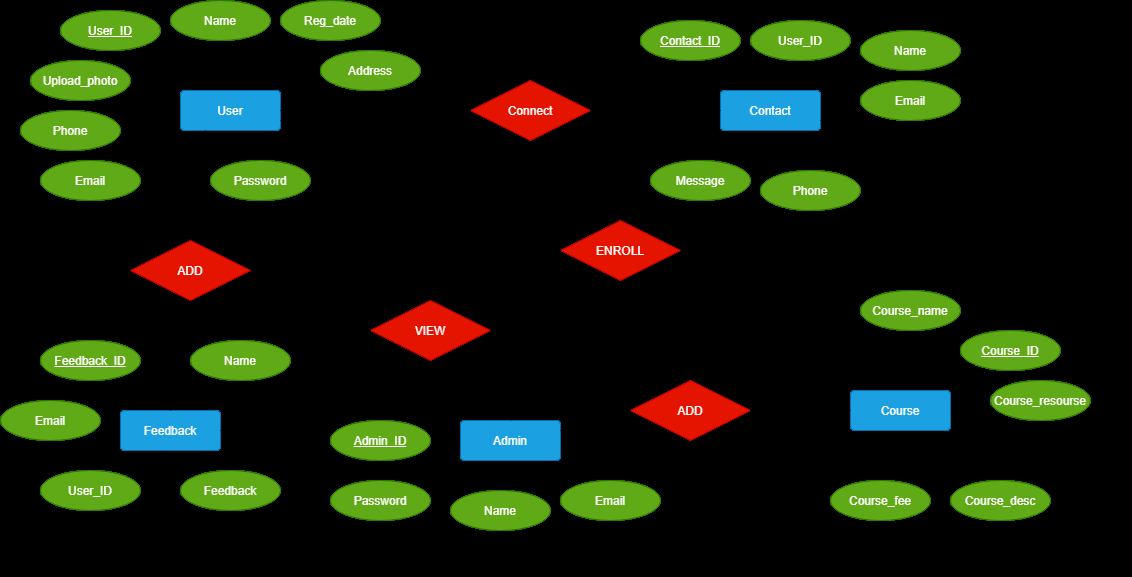 User_ID
Name
Reg_date
Address
Upload_photo
User
Phone
Email
Password
Connect
Contact_ID
User_ID
Name
Email
Contact
Message
Phone
ADD
ENROLL
VIEW
Feedback_ID
Name
Email
Feedback
User_ID
Feedback
Admin_ID
Admin
Password
Name
Email
ADD
Course_name
Course_ID
Course_resourse
Course
Course_fee
Course_desc